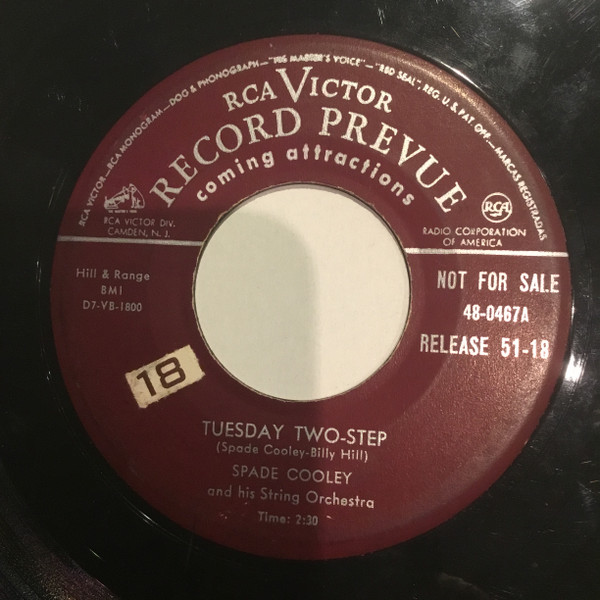 RCA VICTOR—RCA MONOGRAM—DOG & PHONOGRAPH—"HIS MASTER'S VOICE"—"RED SEAL", REG. U.S. PAT. OFF.—MARCAS REGISTRADAS
RCA VICTOR
RECORD PREVUE
coming attractions
RCA VICTOR DIV.
CAMDEN, N. J.
RCA
RADIO CORPORATION
OF AMERICA
Hill & Range
BMI
D7-VB-1800
NOT FOR SALE
48-0467A
RELEASE 51-18
18
TUESDAY TWO-STEP
(Spade Cooley-Billy Hill)
SPADE COOLEY
and his String Orchestra
Time: 2:30